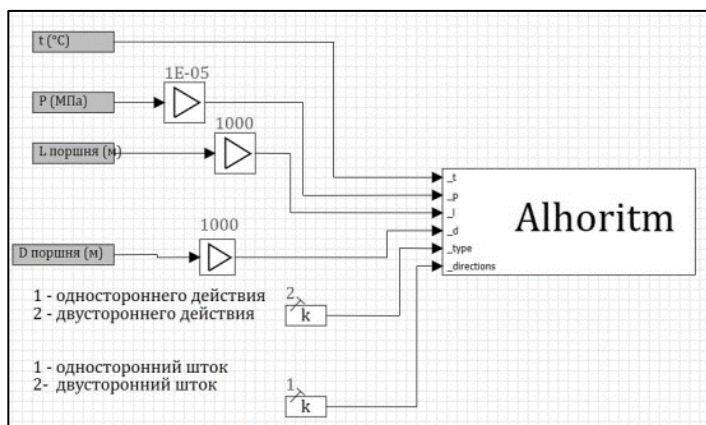 t (°C)
1E-05
P (МПа)
1000
L поршня (м)
_t
_p
_l
_d
_type
_directions
Alhoritm
1000
D поршня (м)
1 - одностороннего действия
2 - двустороннего действия
2
k
1 - односторонний шток
2- двусторонний шток
1
k